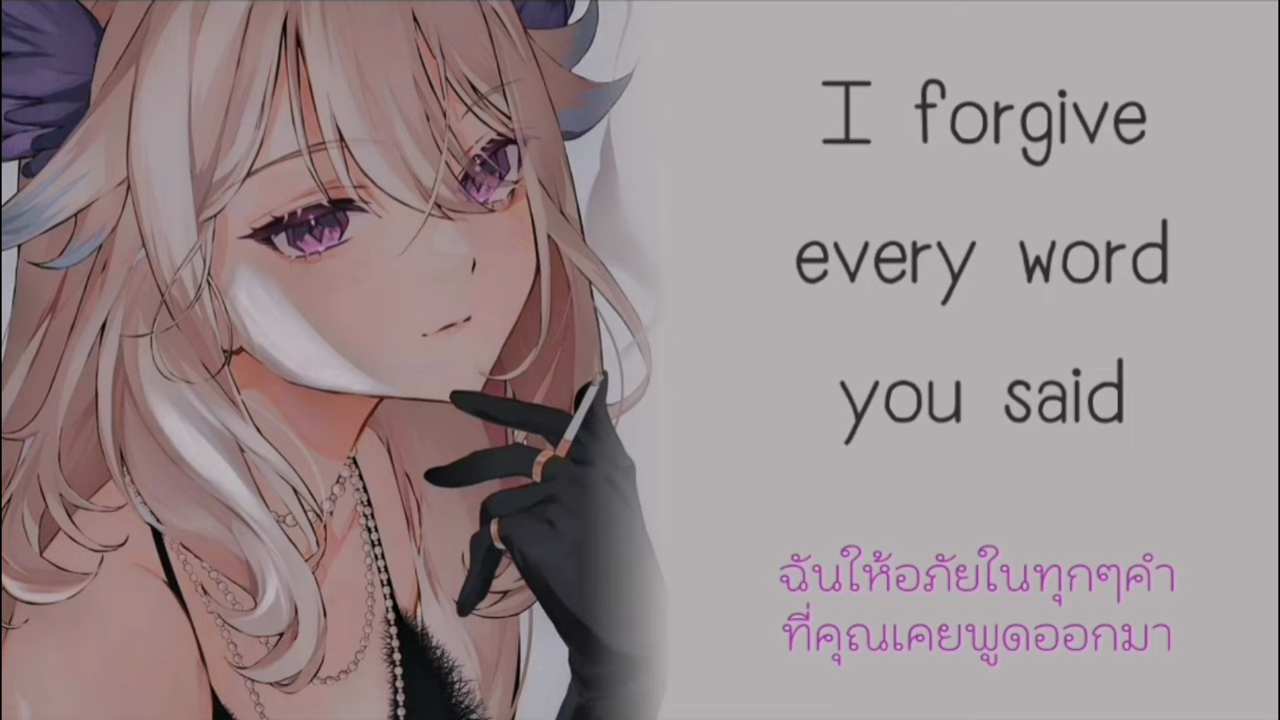 I forgive
every word
you said
ฉันให้อภัยในทุกๆคำ
ที่คุณเคยพูดออกมา